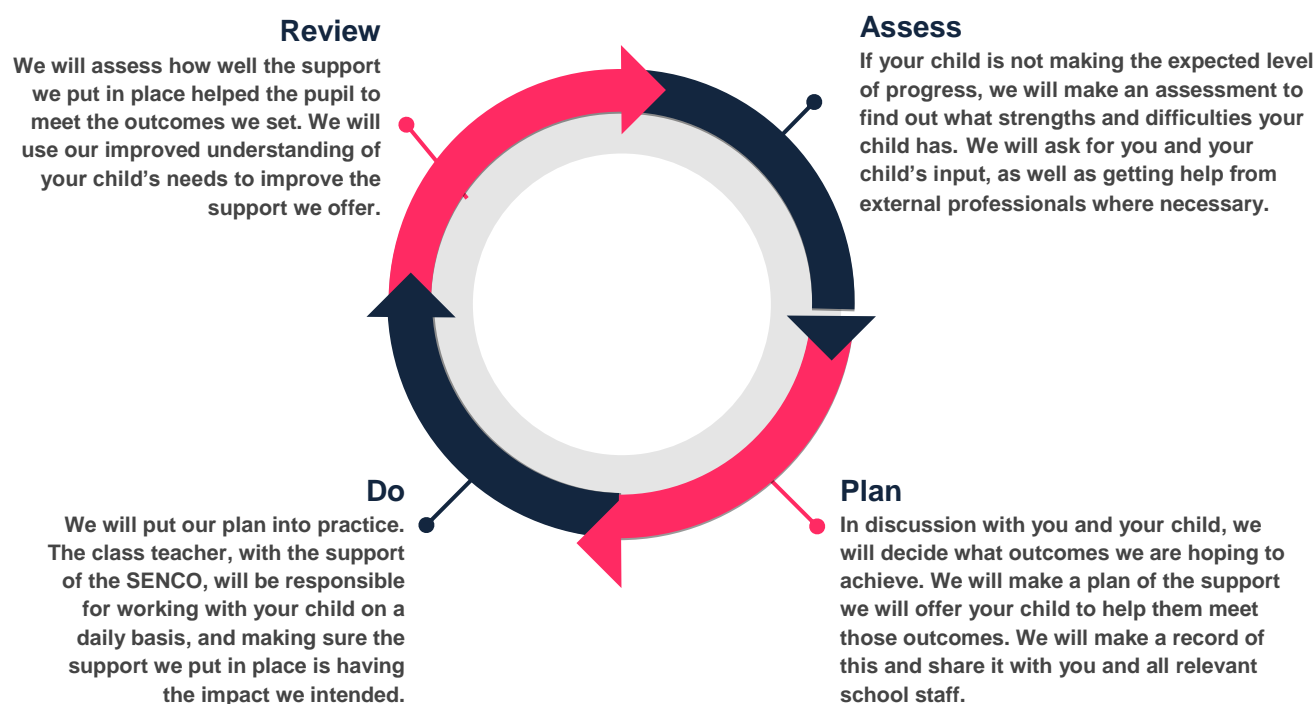 Review
We will assess how well the support
we put in place helped the pupil to
meet the outcomes we set. We will
use our improved understanding of
your child’s needs to improve the
support we offer.
Assess
If your child is not making the expected level
of progress, we will make an assessment to
find out what strengths and difficulties your
child has. We will ask for you and your
child’s input, as well as getting help from
external professionals where necessary.
Do
We will put our plan into practice.
The class teacher, with the support
of the SENCO, will be responsible
for working with your child on a
daily basis, and making sure the
support we put in place is having
the impact we intended.
Plan
In discussion with you and your child, we
will decide what outcomes we are hoping to
achieve. We will make a plan of the support
we will offer your child to help them meet
those outcomes. We will make a record of
this and share it with you and all relevant
school staff.